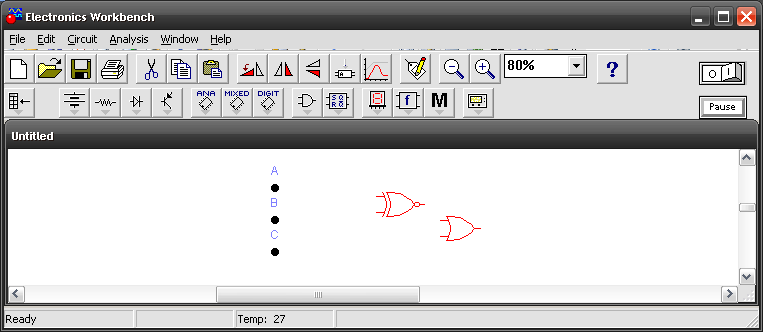 Electronics Workbench
File Edit Circuit Analysis Window Help
80% ?
O I
ANA MIXED DIGIT f M
Pause
Untitled
A
B
C
Ready Temp: 27